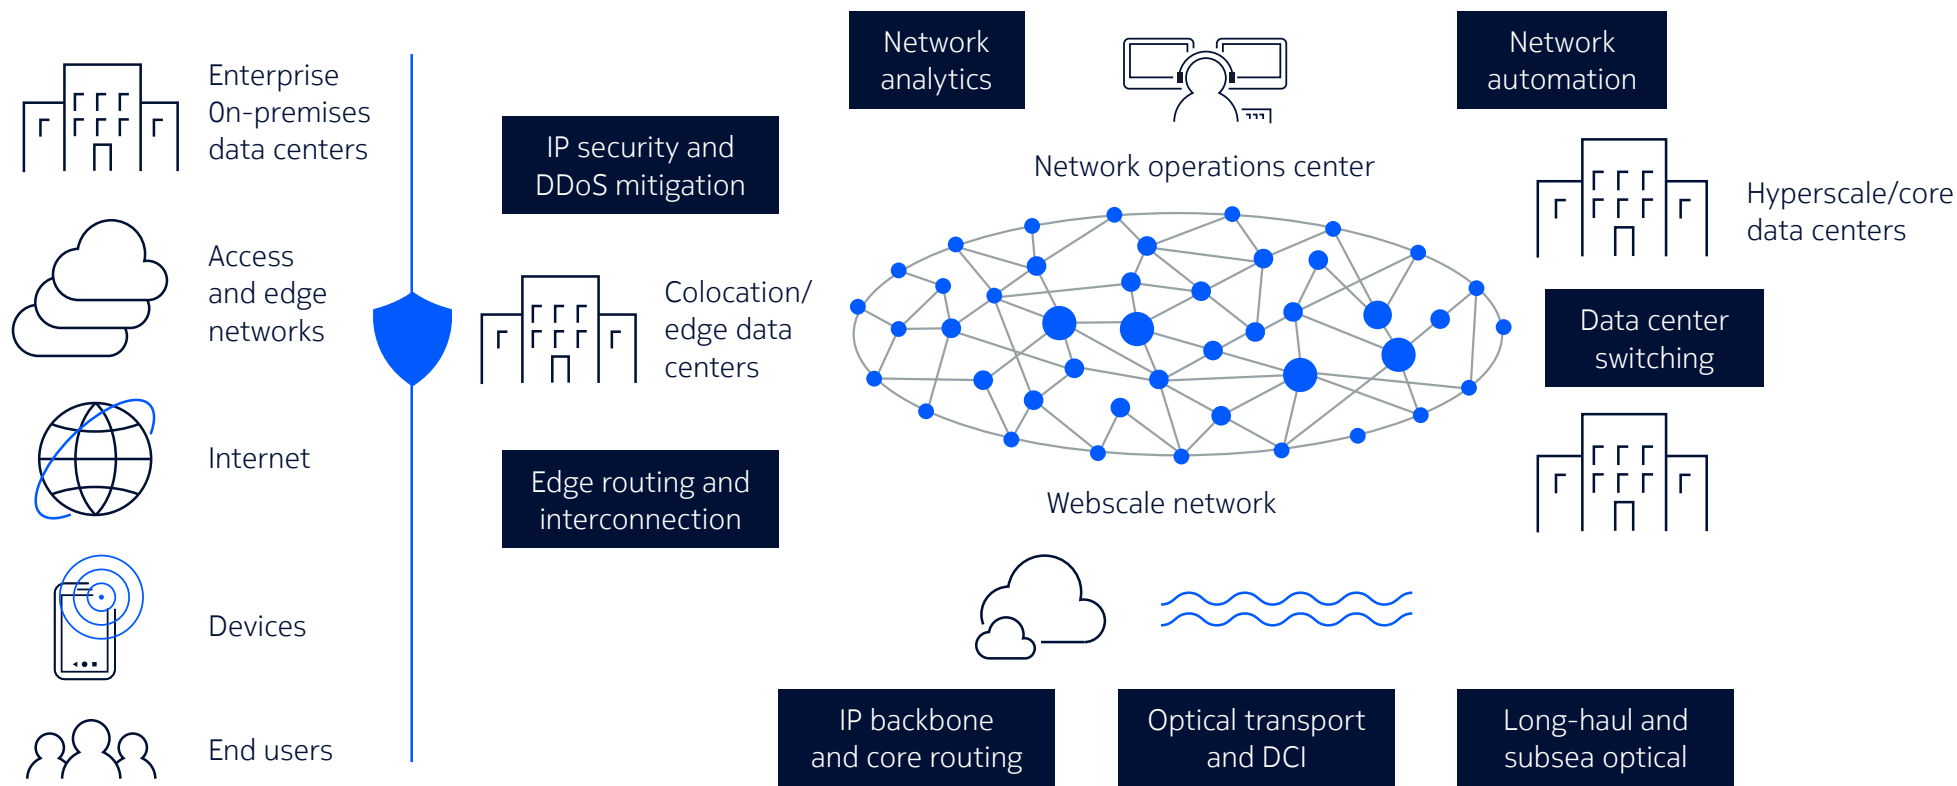 Enterprise
On-premises
data centers
Access
and edge
networks
Internet
Devices
End users
IP security and
DDoS mitigation
Colocation/
edge data
centers
Edge routing and
interconnection
Network
analytics
Network operations center
Network
automation
Hyperscale/core
data centers
Data center
switching
Webscale network
IP backbone
and core routing
Optical transport
and DCI
Long-haul and
subsea optical